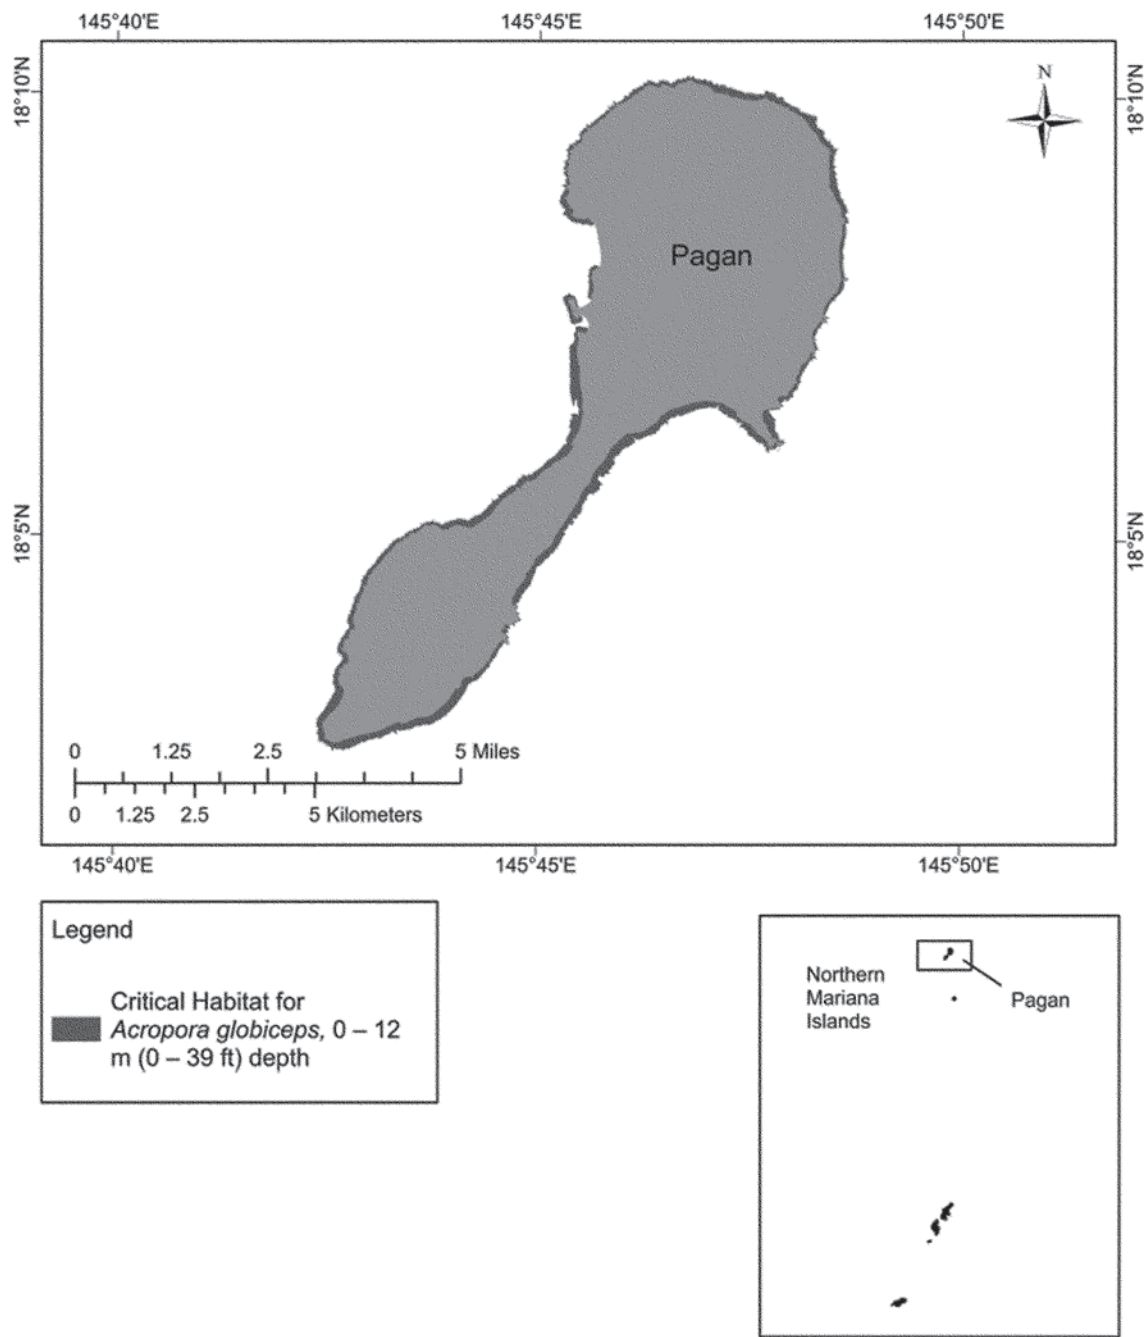 145°40'E 145°45'E 145°50'E
N
18°10'N 18°10'N
Pagan
18°5'N 18°5'N
0 1.25 2.5 5 Miles
0 1.25 2.5 5 Kilometers
145°40'E 145°45'E 145°50'E
Legend
Critical Habitat for
Acropora globiceps, 0 – 12
m (0 – 39 ft) depth
Northern
Mariana
Islands
Pagan